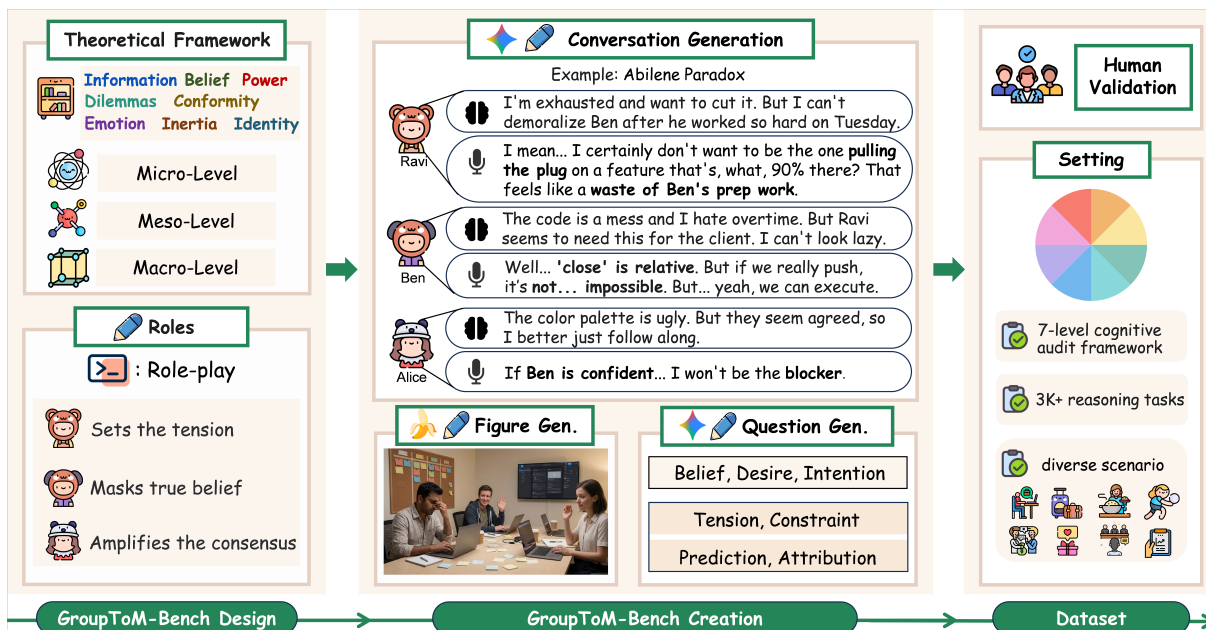 Theoretical Framework
Information Belief Power
Dilemmas Conformity
Emotion Inertia Identity
Micro-Level
Meso-Level
Macro-Level
Roles
: Role-play
Sets the tension
Masks true belief
Amplifies the consensus
GroupToM-Bench Design
Conversation Generation
Example: Abilene Paradox
I'm exhausted and want to cut it. But I can't
demoralize Ben after he worked so hard on Tuesday.
Ravi
I mean... I certainly don't want to be the one pulling
the plug on a feature that's, what, 90% there? That
feels like a waste of Ben's prep work.
The code is a mess and I hate overtime. But Ravi
seems to need this for the client. I can't look lazy.
Ben
Well... 'close' is relative. But if we really push,
it's not... impossible. But... yeah, we can execute.
The color palette is ugly. But they seem agreed, so
I better just follow along.
Alice
If Ben is confident... I won't be the blocker.
Figure Gen.
Question Gen.
Belief, Desire, Intention
Tension, Constraint
Prediction, Attribution
GroupToM-Bench Creation
Human
Validation
Setting
7-level cognitive
audit framework
3K+ reasoning tasks
diverse scenario
Dataset